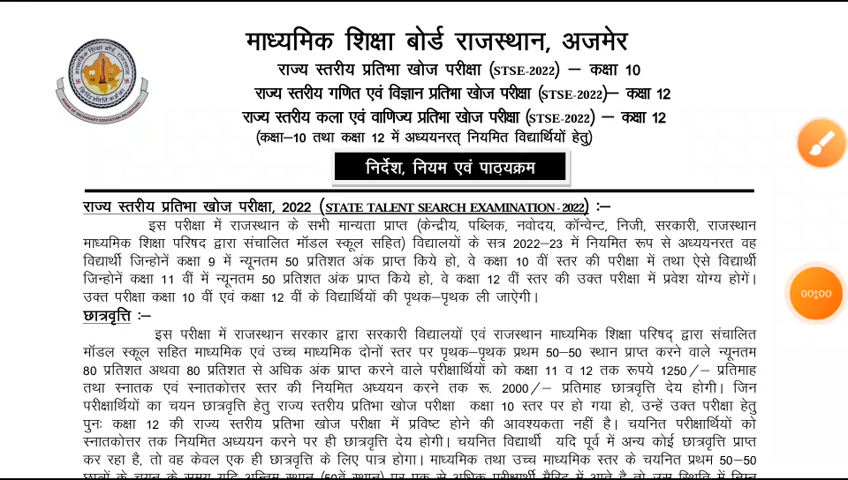 माध्यमिक शिक्षा बोर्ड राजस्थान, अजमेर
राज्य स्तरीय प्रतिभा खोज परीक्षा (STSE-2022) – कक्षा 10
राज्य स्तरीय गणित एवं विज्ञान प्रतिभा खोज परीक्षा (STSE-2022)– कक्षा 12
राज्य स्तरीय कला एवं वाणिज्य प्रतिभा खोज परीक्षा (STSE-2022) – कक्षा 12
(कक्षा–10 तथा कक्षा 12 में अध्ययनरत् नियमित विद्यार्थियों हेतु)
निर्देश, नियम एवं पाठ्यक्रम
राज्य स्तरीय प्रतिभा खोज परीक्षा, 2022 (STATE TALENT SEARCH EXAMINATION -2022) :–
इस परीक्षा में राजस्थान के सभी मान्यता प्राप्त (केन्द्रीय, पब्लिक, नवोदय, कॉन्वेन्ट, निजी, सरकारी, राजस्थान
माध्यमिक शिक्षा परिषद द्वारा संचालित मॉडल स्कूल सहित) विद्यालयों के सत्र 2022–23 में नियमित रूप से अध्ययनरत वह
विद्यार्थी जिन्होनें कक्षा 9 में न्यूनतम 50 प्रतिशत अंक प्राप्त किये हो, वे कक्षा 10 वीं स्तर की परीक्षा में तथा ऐसे विद्यार्थी
जिन्होनें कक्षा 11 वीं में न्यूनतम 50 प्रतिशत अंक प्राप्त किये हो, वे कक्षा 12 वीं स्तर की उक्त परीक्षा में प्रवेश योग्य होगें।
उक्त परीक्षा कक्षा 10 वीं एवं कक्षा 12 वीं के विद्यार्थियों की पृथक–पृथक ली जाऐगी।
00:00
छात्रवृत्ति :–
इस परीक्षा में राजस्थान सरकार द्वारा सरकारी विद्यालयों एवं राजस्थान माध्यमिक शिक्षा परिषद् द्वारा संचालित
मॉडल स्कूल सहित माध्यमिक एवं उच्च माध्यमिक दोनों स्तर पर पृथक–पृथक प्रथम 50–50 स्थान प्राप्त करने वाले न्यूनतम
80 प्रतिशत अथवा 80 प्रतिशत से अधिक अंक प्राप्त करने वाले परीक्षार्थियों को कक्षा 11 व 12 तक रूपये 1250/– प्रतिमाह
तथा स्नातक एवं स्नातकोत्तर स्तर की नियमित अध्ययन करने तक रू. 2000/– प्रतिमाह छात्रवृत्ति देय होगी। जिन
परीक्षार्थियों का चयन छात्रवृत्ति हेतु राज्य स्तरीय प्रतिभा खोज परीक्षा कक्षा 10 स्तर पर हो गया हो, उन्हें उक्त परीक्षा हेतु
पुनः कक्षा 12 की राज्य स्तरीय प्रतिभा खोज परीक्षा में प्रविष्ट होने की आवश्यकता नहीं है। चयनित परीक्षार्थियों को
स्नातकोत्तर तक नियमित अध्ययन करने पर ही छात्रवृत्ति देय होगी। चयनित विद्यार्थी यदि पूर्व में अन्य कोई छात्रवृत्ति प्राप्त
कर रहा है, तो वह केवल एक ही छात्रवृत्ति के लिए पात्र होगा। माध्यमिक तथा उच्च माध्यमिक स्तर के चयनित प्रथम 50–50